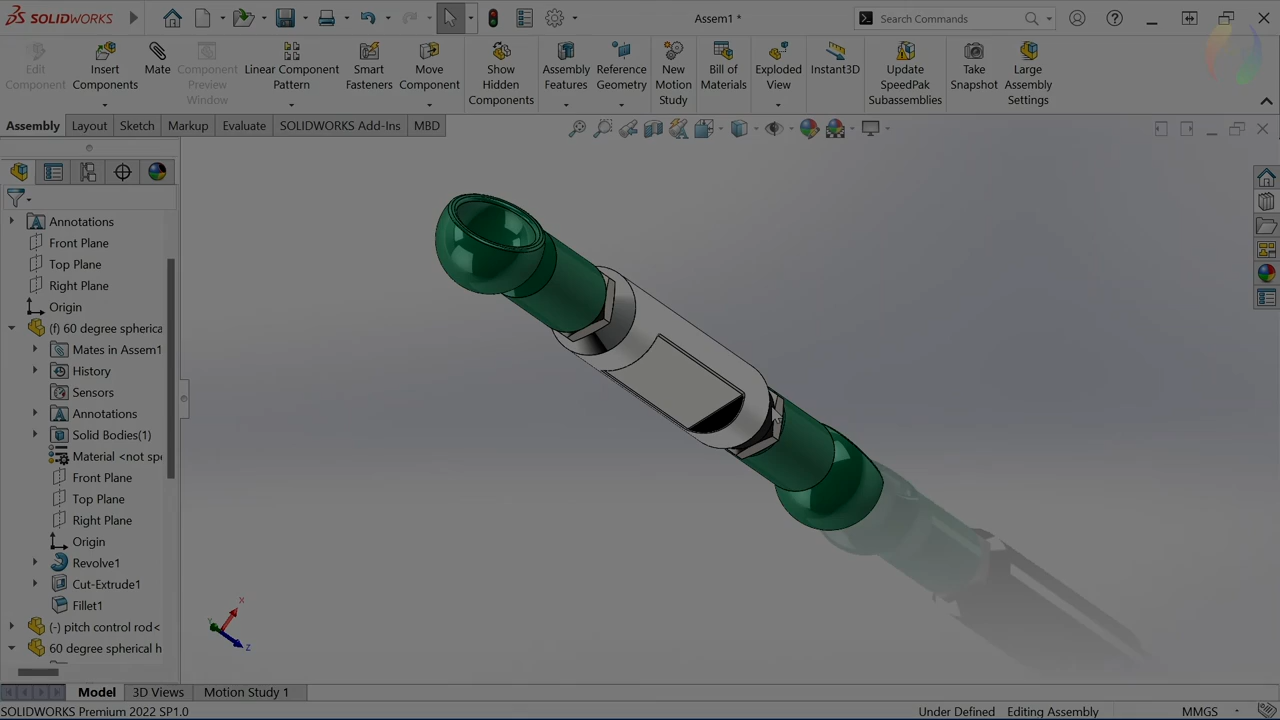 SOLIDWORKS
Assem1 *
Search Commands
Edit Component
Insert Components
Mate
Component Preview Window
Linear Component Pattern
Smart Fasteners
Move Component
Show Hidden Components
Assembly Features
Reference Geometry
New Motion Study
Bill of Materials
Exploded View
Instant3D
Update SpeedPak Subassemblies
Take Snapshot
Large Assembly Settings
Assembly
Layout
Sketch
Markup
Evaluate
SOLIDWORKS Add-Ins
MBD
Annotations
Front Plane
Top Plane
Right Plane
Origin
(f) 60 degree spherica
Mates in Assem1
History
Sensors
Annotations
Solid Bodies(1)
Material <not spe
Front Plane
Top Plane
Right Plane
Origin
Revolve1
Cut-Extrude1
Fillet1
(-) pitch control rod<
60 degree spherical h
X
Y
Z
Model
3D Views
Motion Study 1
SOLIDWORKS Premium 2022 SP1.0
Under Defined
Editing Assembly
MMGS